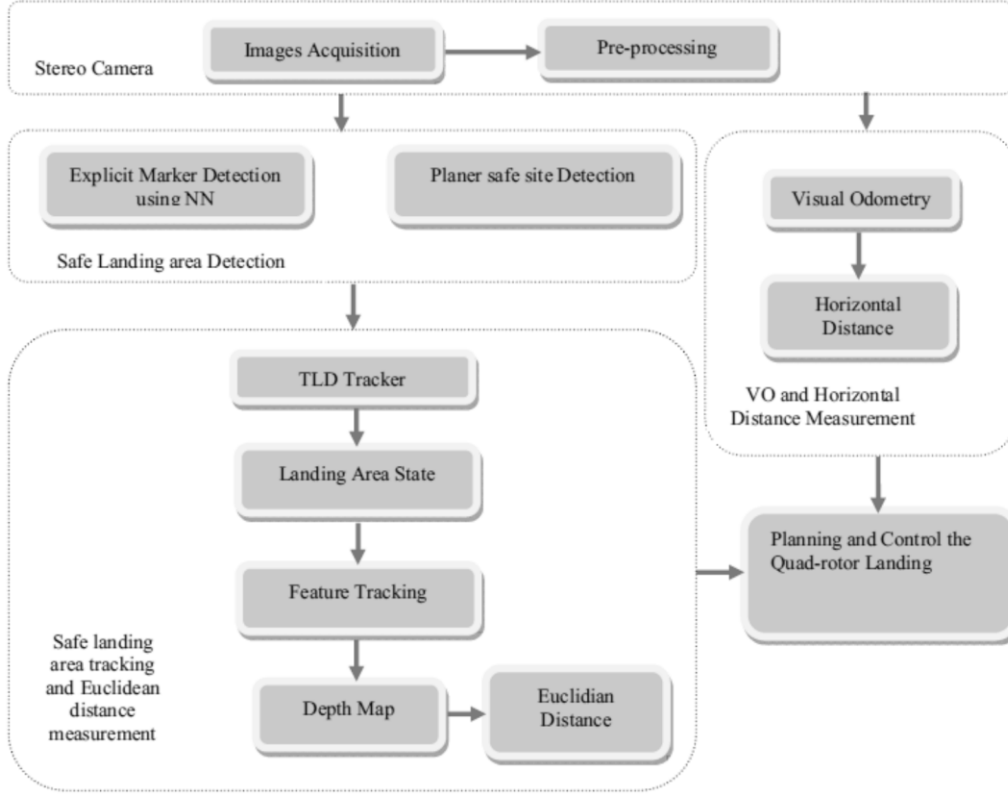 Images Acquisition
Pre-processing
Stereo Camera
Explicit Marker Detection
using NN
Planer safe site Detection
Safe Landing area Detection
Visual Odometry
Horizontal
Distance
VO and Horizontal
Distance Measurement
TLD Tracker
Landing Area State
Feature Tracking
Depth Map
Euclidian
Distance
Safe landing
area tracking
and Euclidean
distance
measurement
Planning and Control the
Quad-rotor Landing